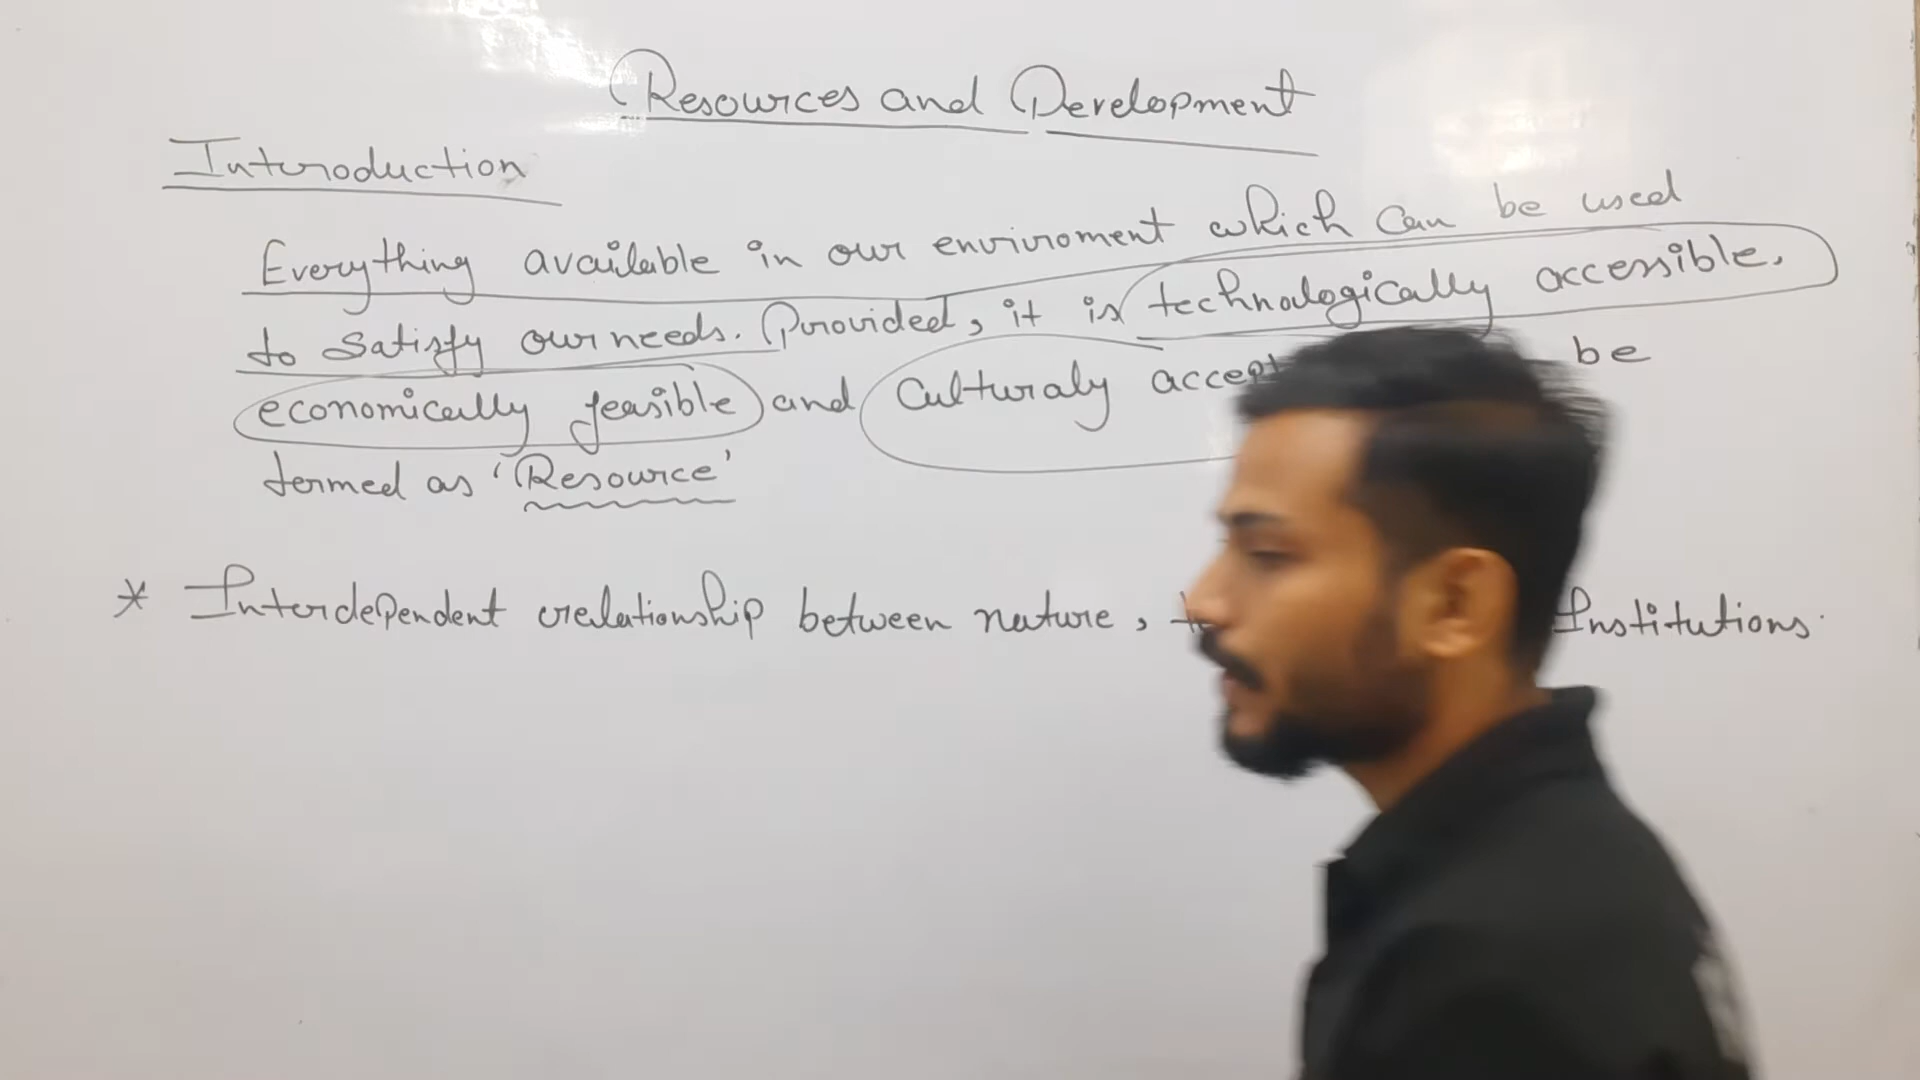 Resources and Development
Introduction
Everything available in our enviroment which can be used
to satisfy our needs. Provided, it is technologically accessible.
economically feasible and Culturaly accept be
termed as 'Resource'
* Interdependent relationship between nature, Institutions.